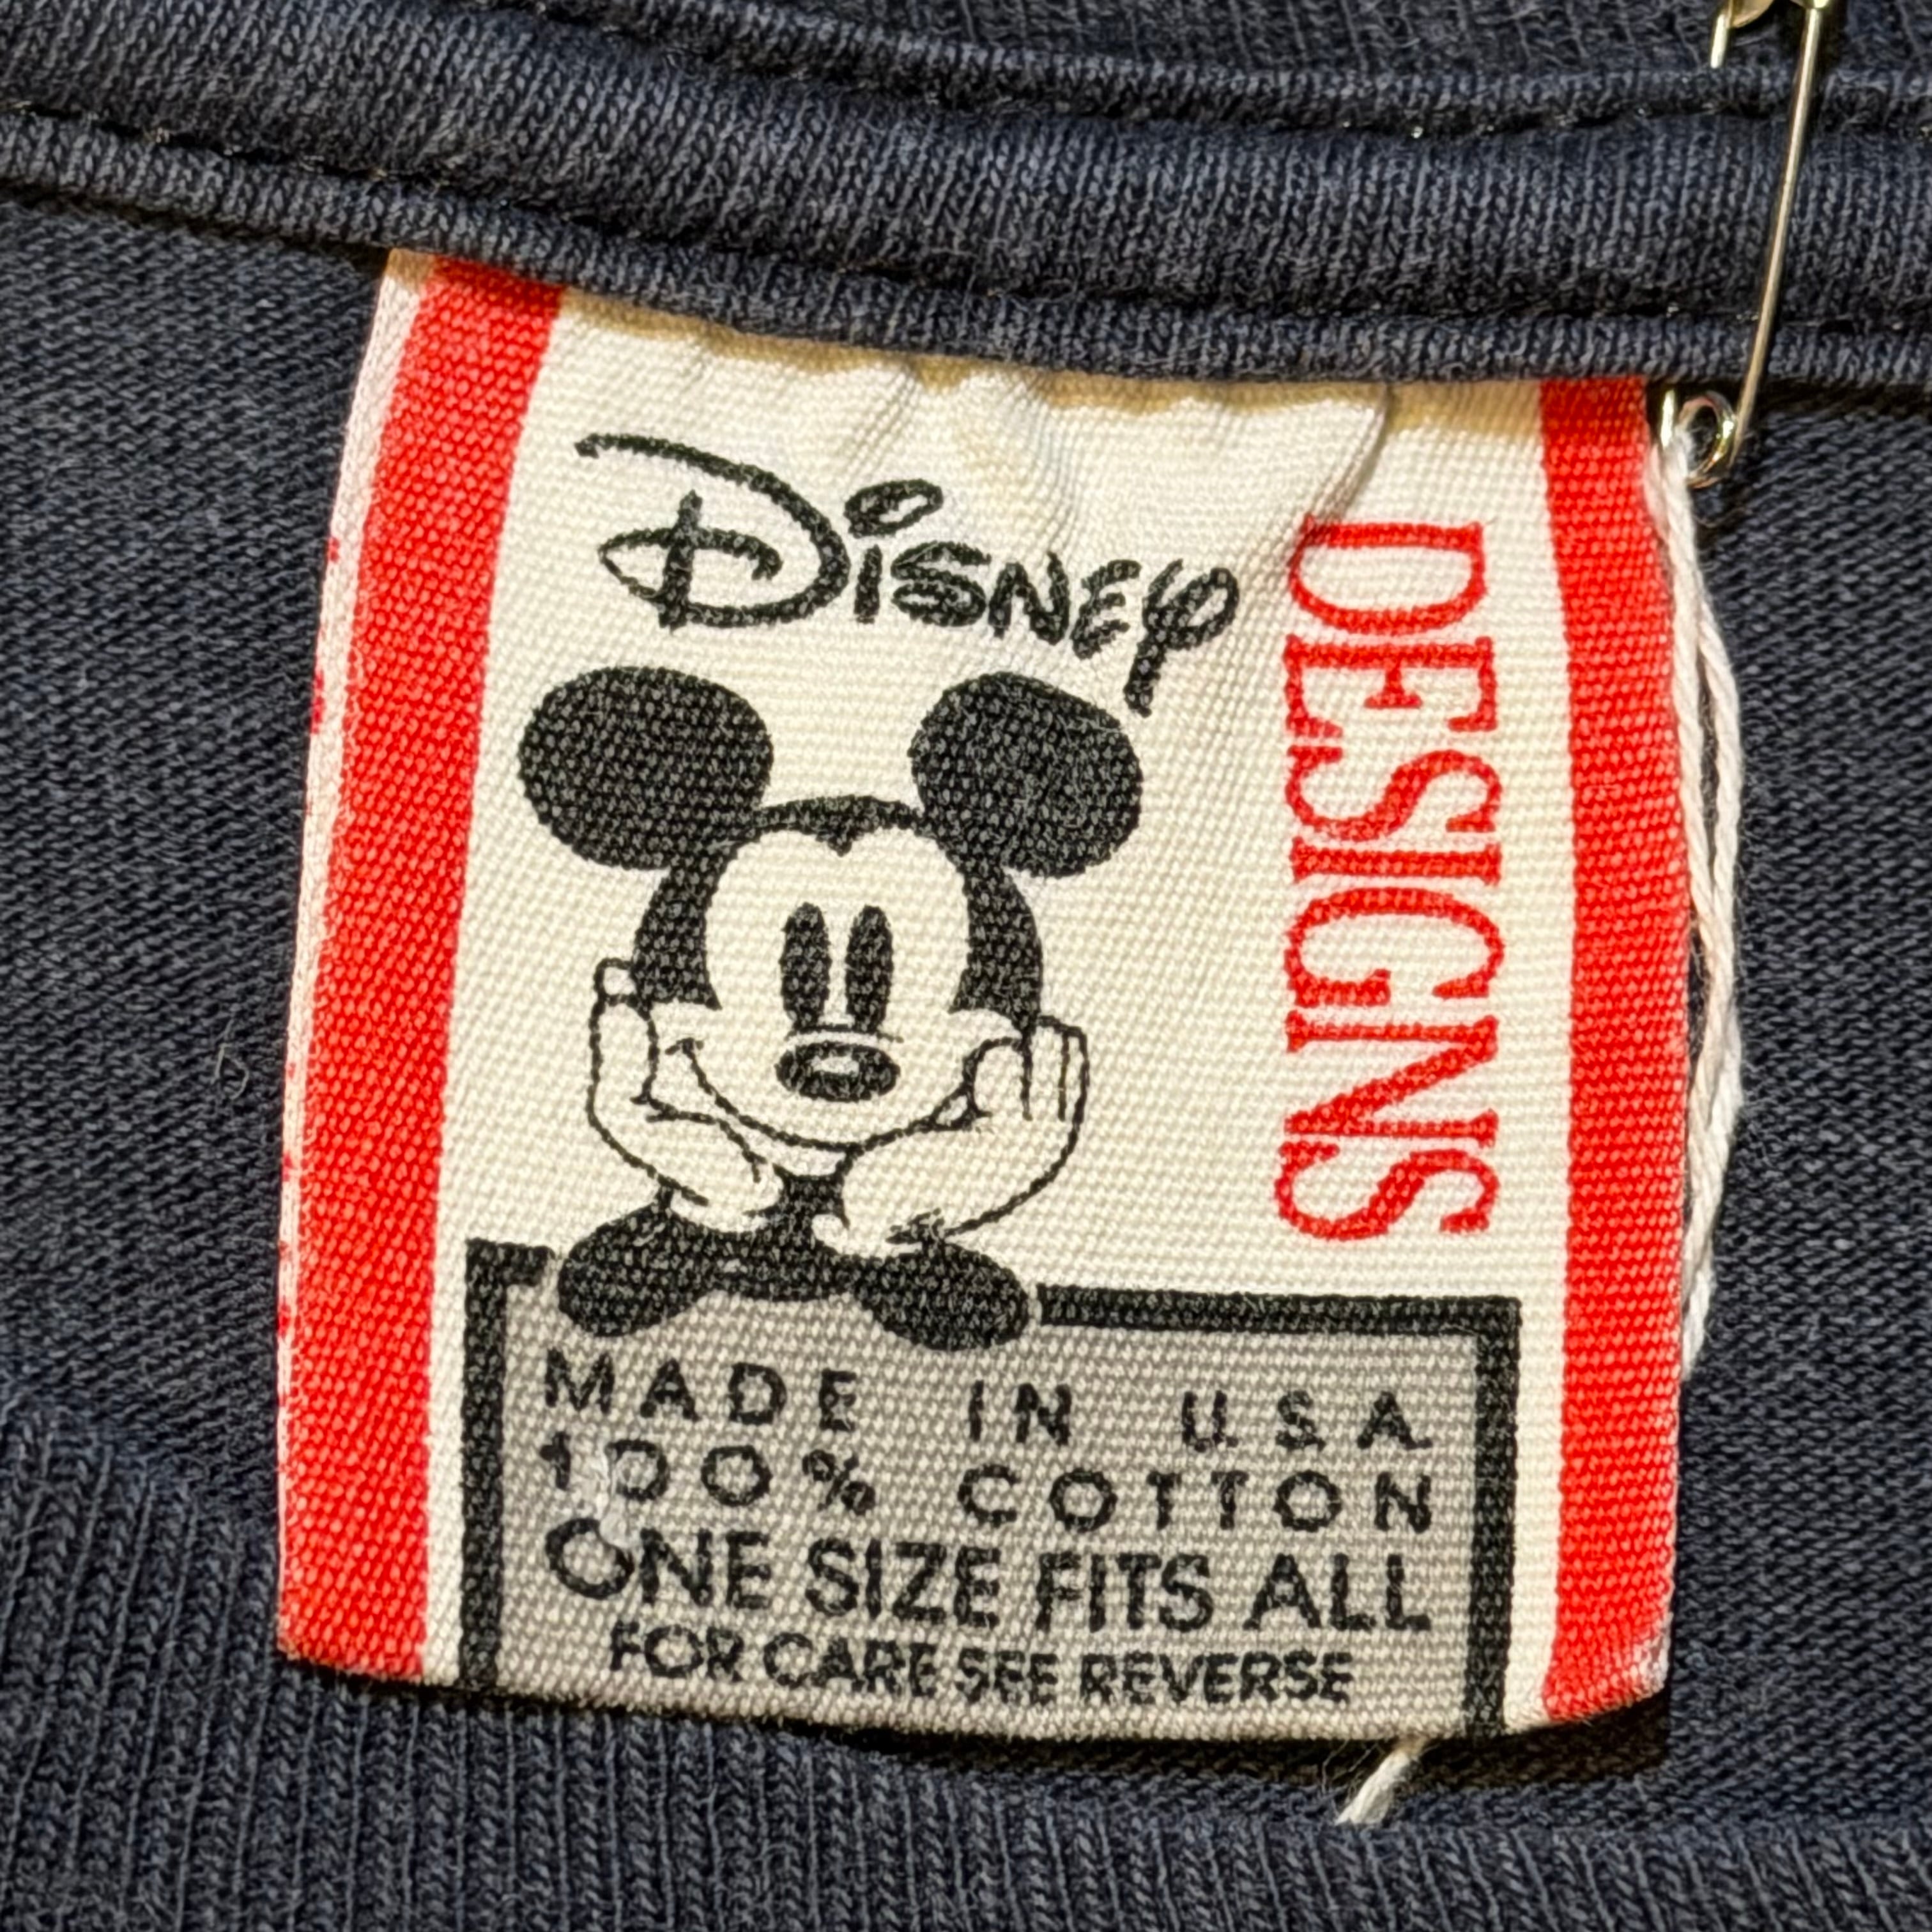 Disney
DESIGNS
MADE IN USA
100% COTTON
ONE SIZE FITS ALL
FOR CARE SEE REVERSE